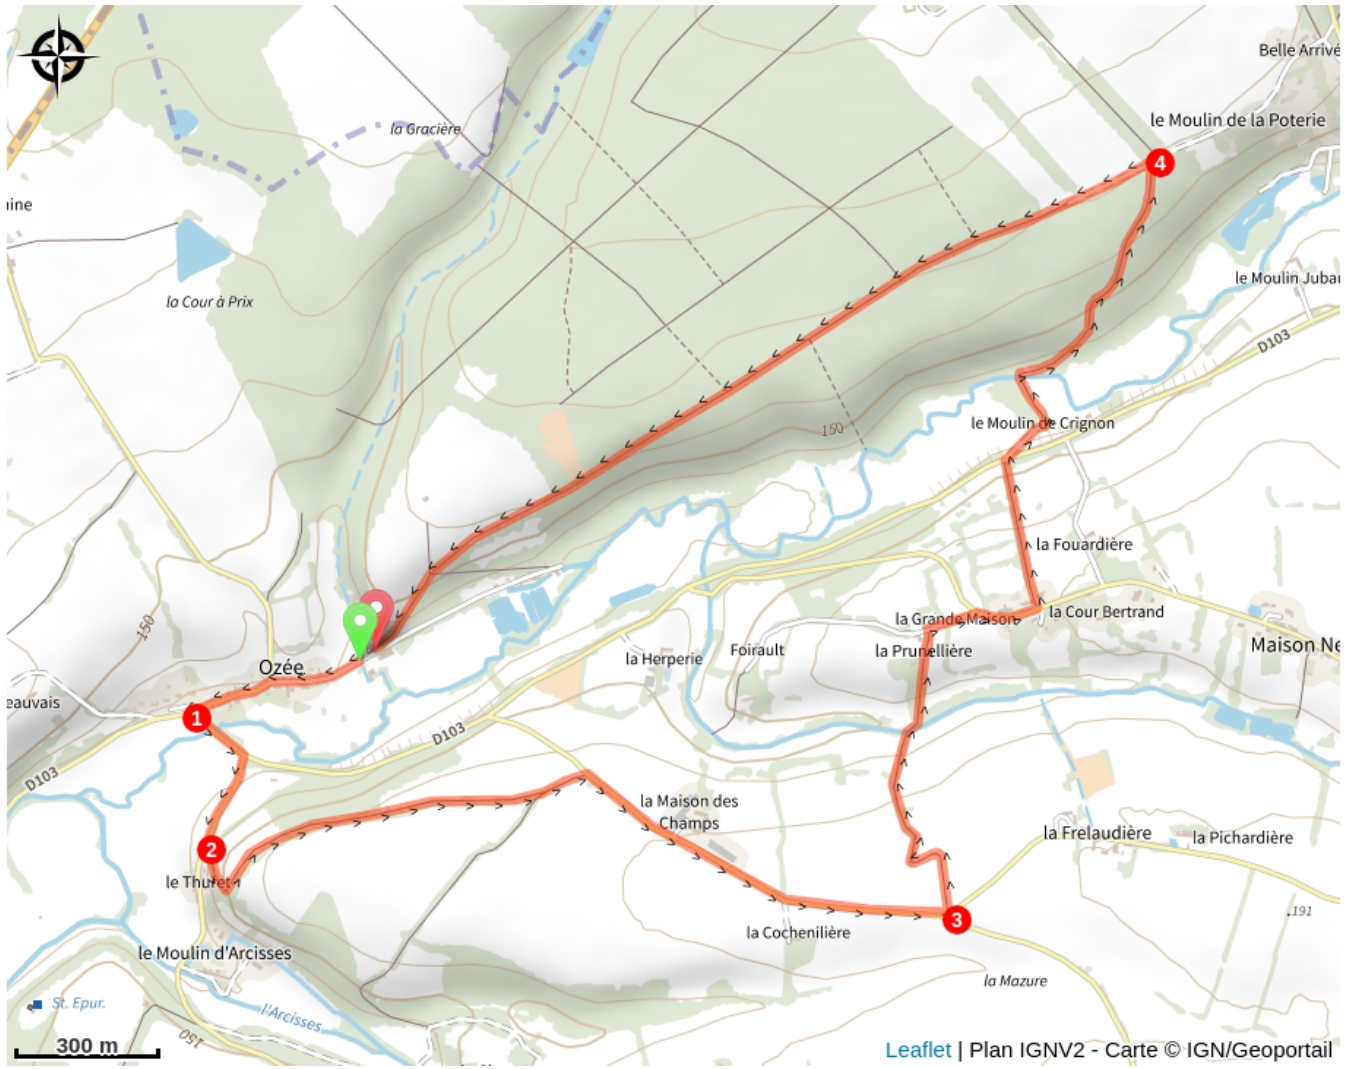 Belle Arrivé
le Moulin de la Poterie
la Gracière
4
ine
le Moulin Jubau
la Cour à Prix
D103
le Moulin de Crignon
150
la Fouardière
150
la Cour Bertrand
la Grande Maison
Maison Ne
la Prunellière
Foirault
la Herperie
Ozée
eauvais
1
D103
D103
la Maison des
Champs
la Frelaudière
la Pichardière
2
le Thuret
3
191
la Cochenilière
le Moulin d'Arcisses
la Mazure
St. Epur.
l'Arcisses
150
300 m
Leaflet | Plan IGNV2 - Carte © IGN/Geoportail